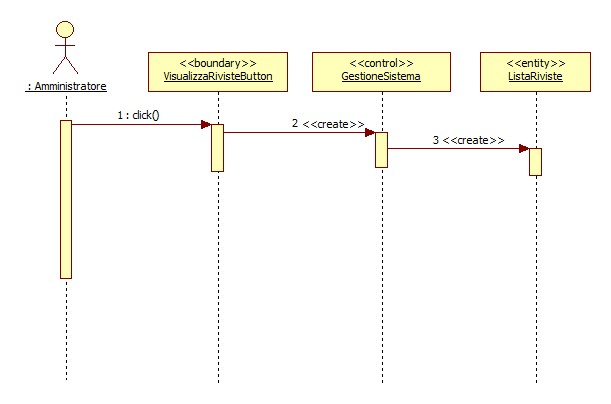 <<boundary>>
VisualizzaRivisteButton
<<control>>
GestioneSistema
<<entity>>
ListaRiviste
: Amministratore
1 : click()
2 <<create>>
3 <<create>>